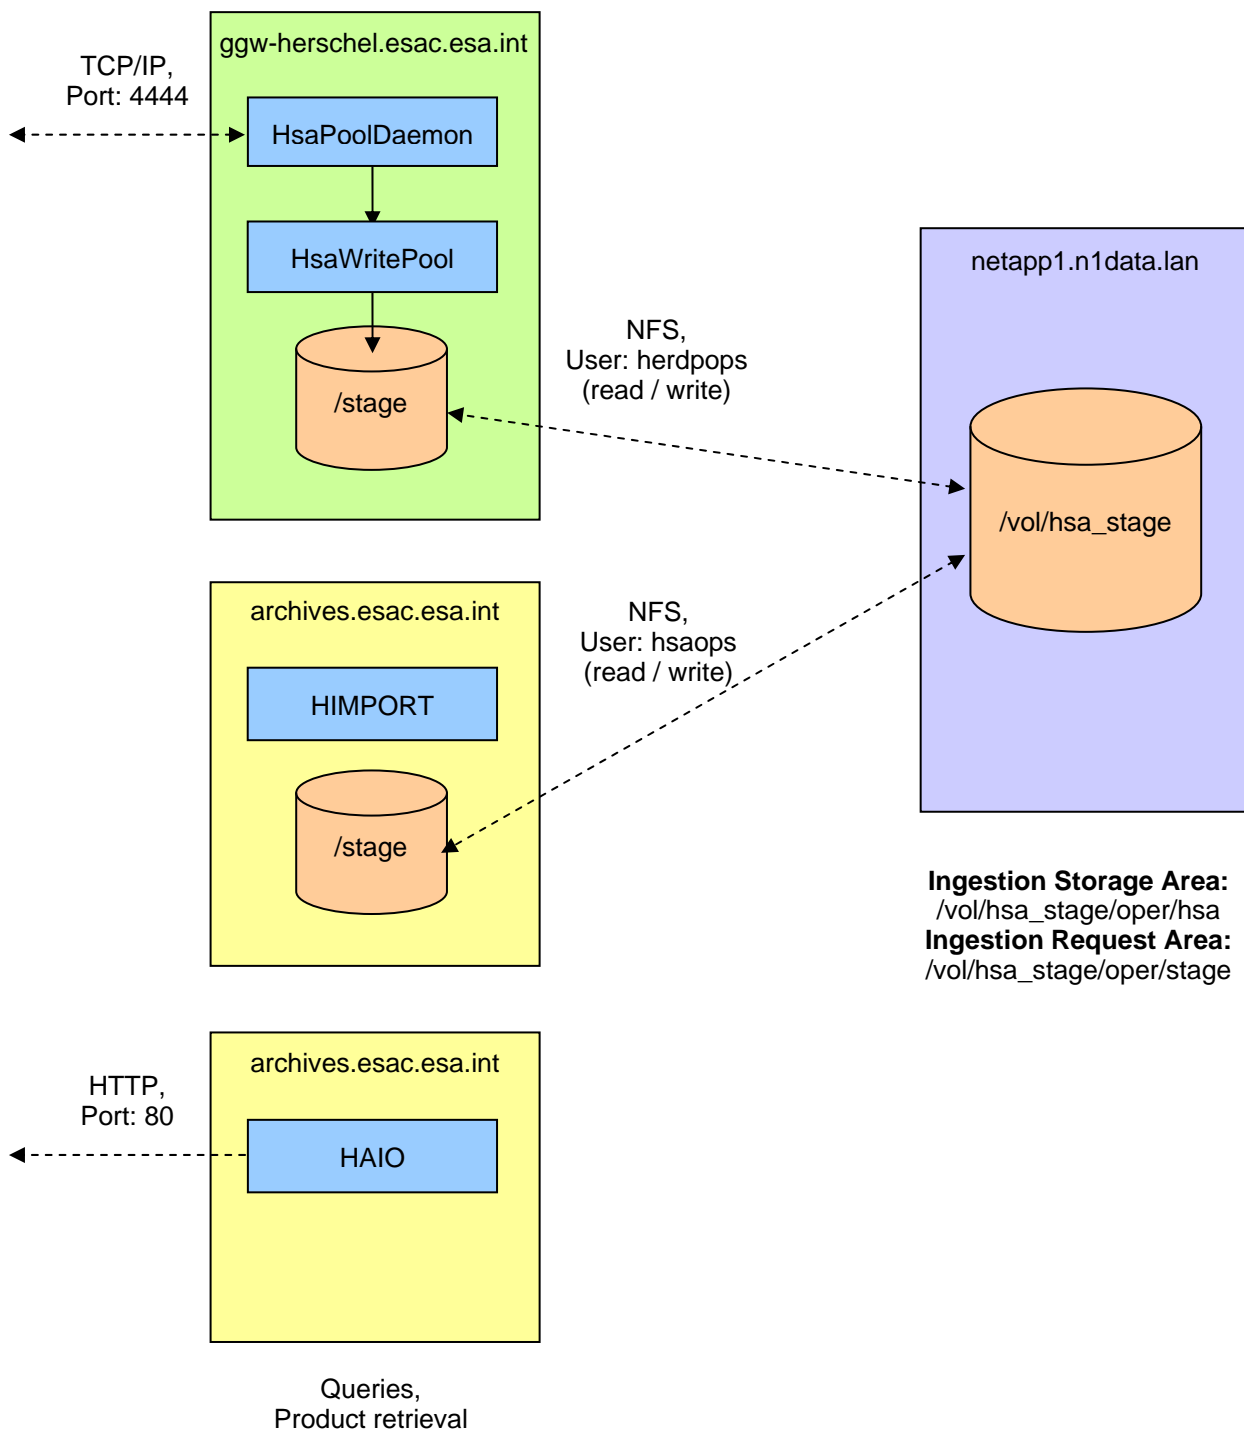 ggw-herschel.esac.esa.int
TCP/IP,
Port: 4444
HsaPoolDaemon
HsaWritePool
/stage
NFS,
User: herdpops
(read / write)
netapp1.n1data.lan
/vol/hsa_stage
archives.esac.esa.int
HIMPORT
/stage
NFS,
User: hsaops
(read / write)
Ingestion Storage Area:
/vol/hsa_stage/oper/hsa
Ingestion Request Area:
/vol/hsa_stage/oper/stage
archives.esac.esa.int
HTTP,
Port: 80
HAIO
Queries,
Product retrieval